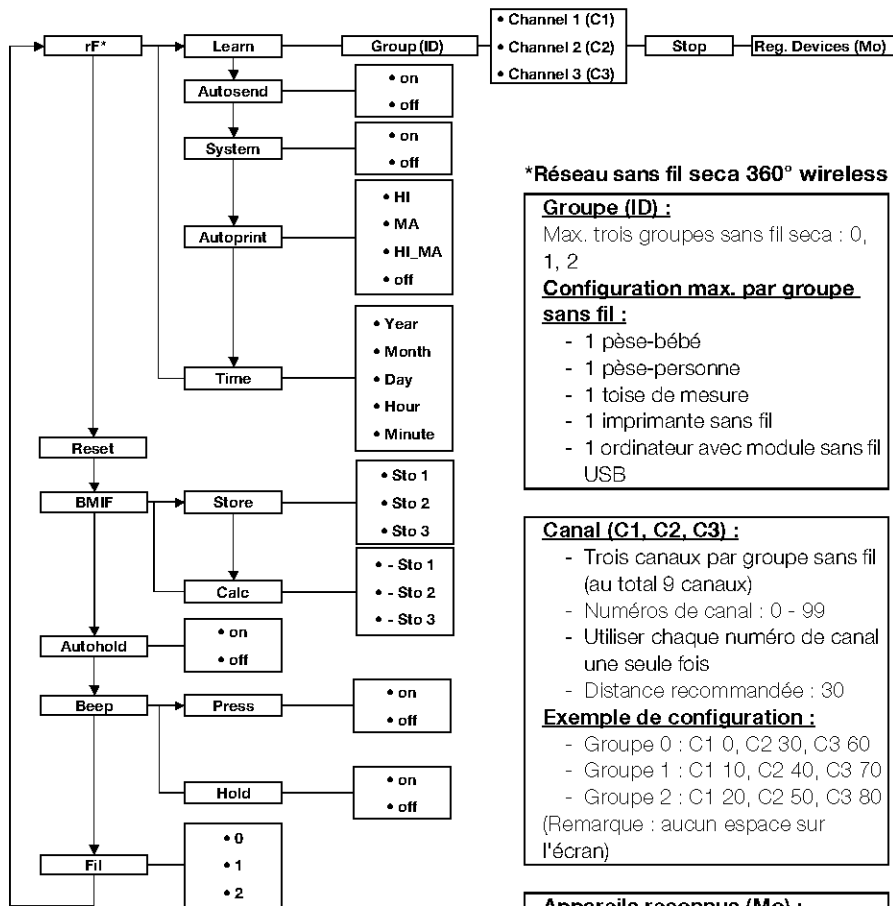 rF*
Learn
Group (ID)
• Channel 1 (C1)
• Channel 2 (C2)
• Channel 3 (C3)
Stop
Reg. Devices (Mo)
Autosend
• on
• off
System
• on
• off
Autoprint
• HI
• MA
• HI_MA
• off
Time
• Year
• Month
• Day
• Hour
• Minute
Reset
BMIF
Store
• Sto 1
• Sto 2
• Sto 3
Calc
• - Sto 1
• - Sto 2
• - Sto 3
Autohold
• on
• off
Beep
Press
• on
• off
Hold
• on
• off
Fil
• 0
• 1
• 2
*Réseau sans fil seca 360° wireless
Groupe (ID) :
Max. trois groupes sans fil seca : 0,
1, 2
Configuration max. par groupe
sans fil :
- 1 pèse-bébé
- 1 pèse-personne
- 1 toise de mesure
- 1 imprimante sans fil
- 1 ordinateur avec module sans fil
USB
Canal (C1, C2, C3) :
- Trois canaux par groupe sans fil
(au total 9 canaux)
- Numéros de canal : 0 - 99
- Utiliser chaque numéro de canal
une seule fois
- Distance recommandée : 30
Exemple de configuration :
- Groupe 0 : C1 0, C2 30, C3 60
- Groupe 1 : C1 10, C2 40, C3 70
- Groupe 2 : C1 20, C2 50, C3 80
(Remarque : aucun espace sur
l'écran)
Appareils reconnus (Mo) :